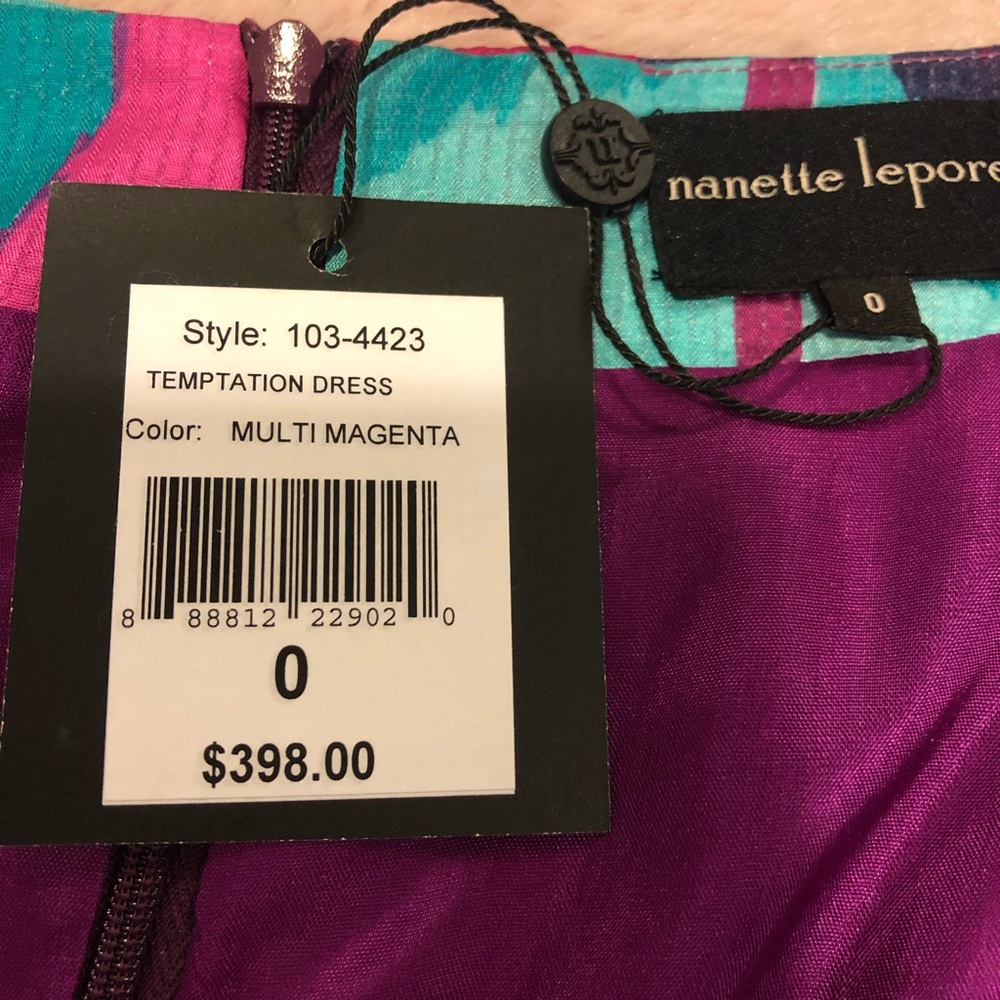 nanette lepore
0
Style: 103-4423
TEMPTATION DRESS
Color: MULTI MAGENTA
8 88812 22902 0
0
$398.00